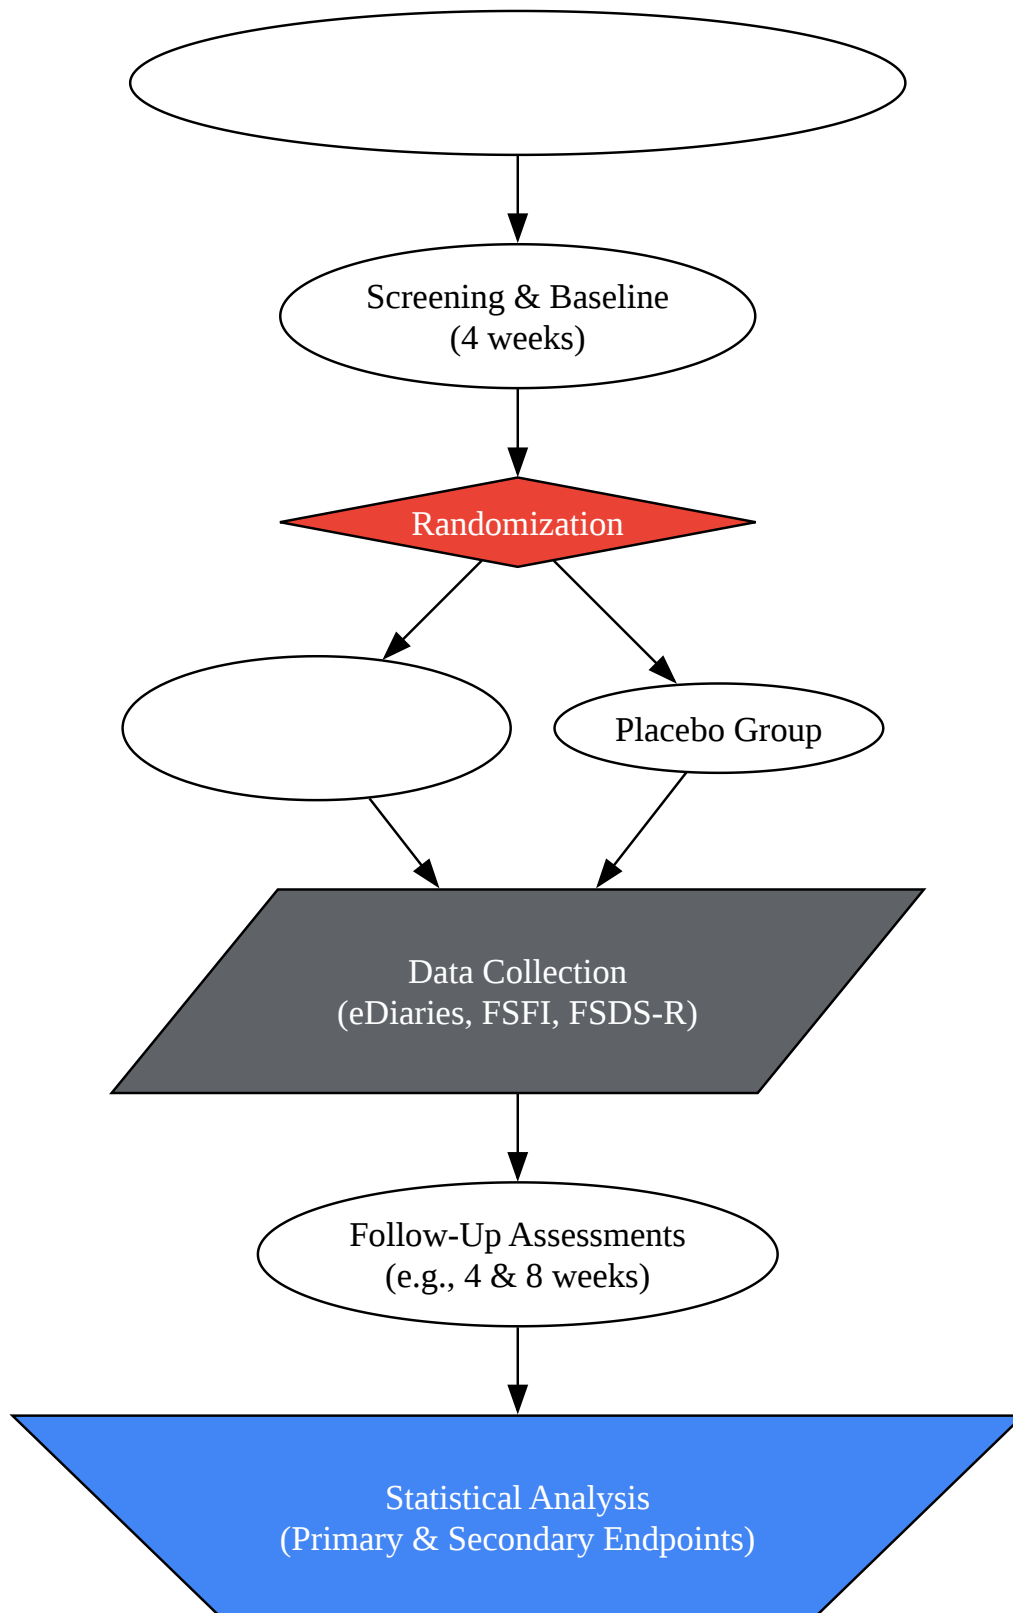 Screening & Baseline
(4 weeks)
Randomization
Placebo Group
Data Collection
(eDiaries, FSFI, FSDS-R)
Follow-Up Assessments
(e.g., 4 & 8 weeks)
Statistical Analysis
(Primary & Secondary Endpoints)